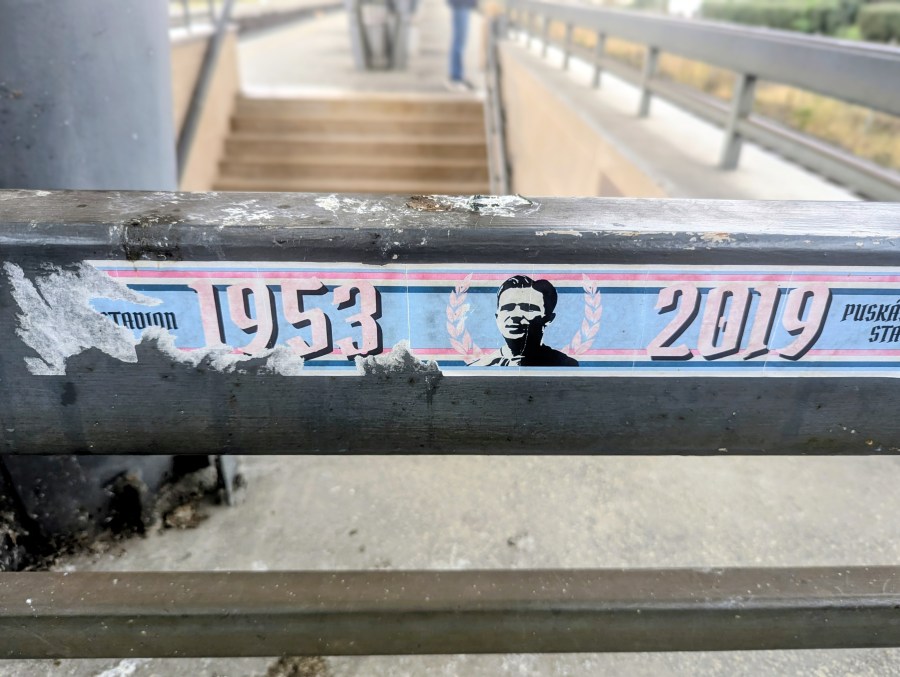 STADION
1953
2019
PUSKÁ
STA